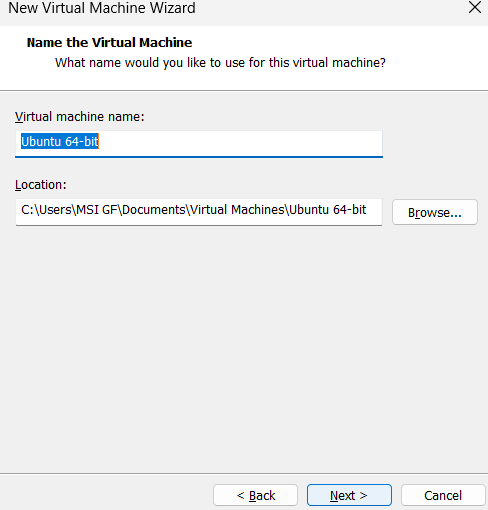 New Virtual Machine Wizard
Name the Virtual Machine
What name would you like to use for this virtual machine?
Virtual machine name:
Ubuntu 64-bit
Location:
C:\Users\MSI GF\Documents\Virtual Machines\Ubuntu 64-bit
Browse...
< Back
Next >
Cancel